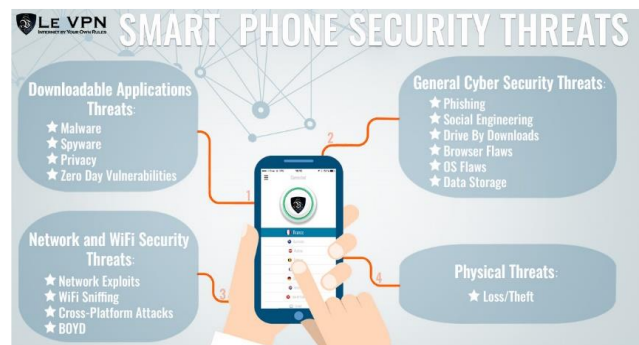 LE VPN
INTERNET BY YOUR OWN RULES
SMART PHONE SECURITY THREATS
Downloadable Applications
Threats:
Malware
Spyware
Privacy
Zero Day Vulnerabilities
1
General Cyber Security Threats:
Phishing
Social Engineering
Drive By Downloads
Browser Flaws
OS Flaws
Data Storage
2
Network and WiFi Security
Threats:
Network Exploits
WiFi Sniffing
Cross-Platform Attacks
BOYD
3
Physical Threats:
Loss/Theft
4
France